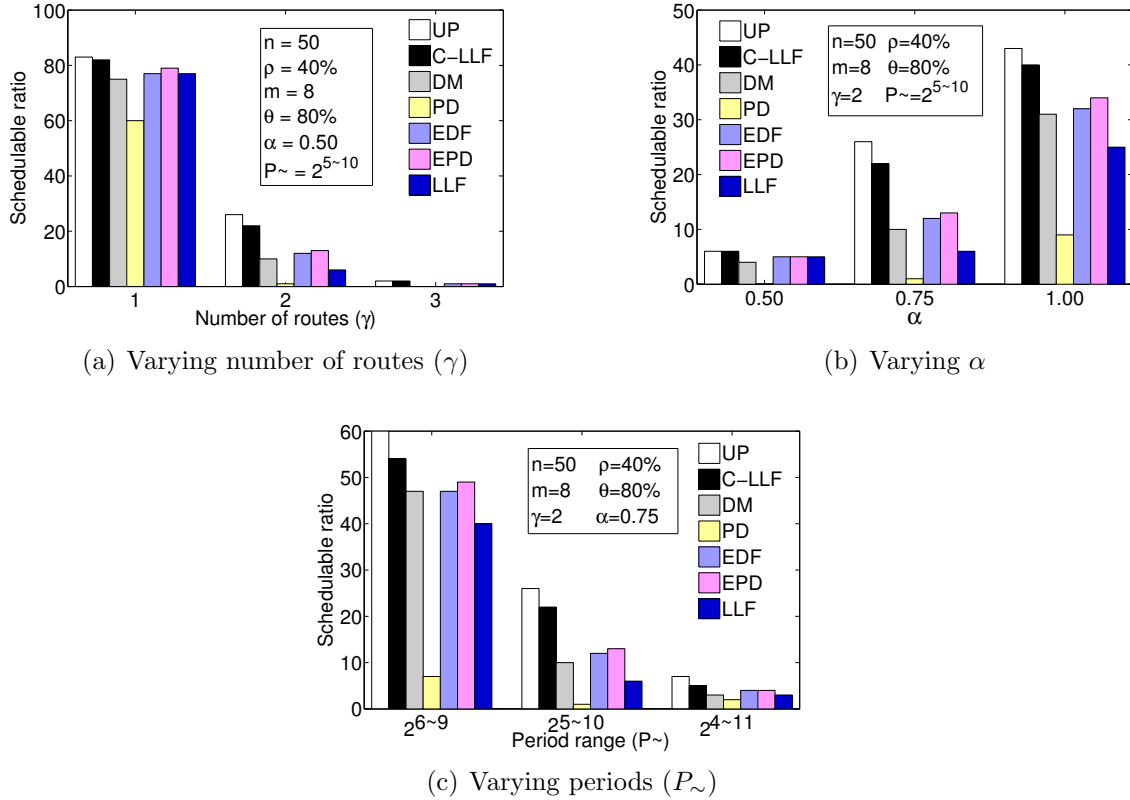 100
80
60
40
20
0
Schedulable ratio
1
2
3
Number of routes (γ)
n = 50
ρ = 40%
m = 8
θ = 80%
α = 0.50
P~ = 2^5~10
UP
C-LLF
DM
PD
EDF
EPD
LLF
(a) Varying number of routes (γ)
50
40
30
20
10
0
Schedulable ratio
0.50
0.75
1.00
α
UP
C-LLF
DM
PD
EDF
EPD
LLF
n=50 ρ=40%
m=8 θ=80%
γ=2 P~=2^5~10
(b) Varying α
60
50
40
30
20
10
0
Schedulable ratio
2^6~9
2^5~10
2^4~11
Period range (P~)
n=50 ρ=40%
m=8 θ=80%
γ=2 α=0.75
UP
C-LLF
DM
PD
EDF
EPD
LLF
(c) Varying periods (P∼)